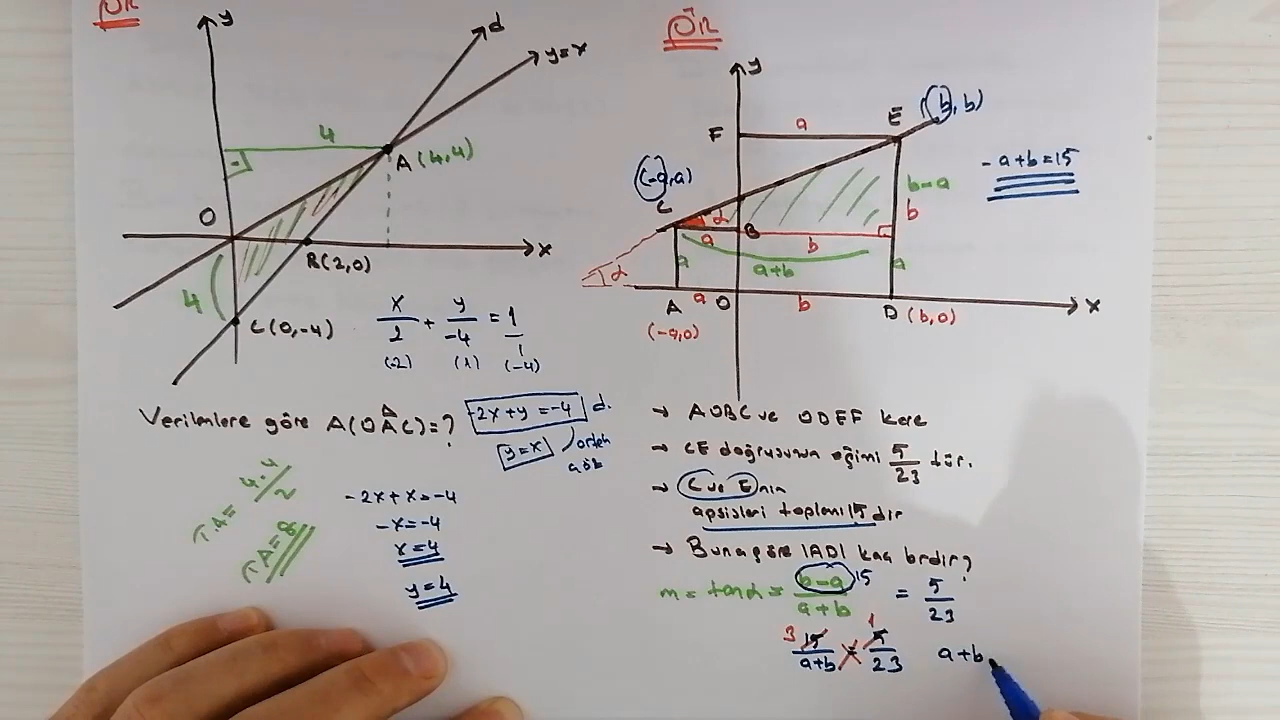 ÖR
y
d
y=x
4
A(4,4)
O
B(2,0)
x
4
C(0,-4)
x/2 + y/-4 = 1/1
(-2) (1) (-4)
Verilenlere göre A(OAC)=?
-2x+y=-4 d.
y=x
ortak
4.4/2
T.A=
T.A=8
-2x+x=-4
-x=-4
x=4
y=4
ÖR
y
(b,b)
F
a
E
(-a,a)
-a+b=15
b-a
C
α
b
a
B
b
α
a
a+b
a
A
a
O
b
D
(b,0)
x
(-a,0)
→ AOBC ve ODEF kare
→ CE doğrusunun eğimi 5/23 tür.
→ C ve E nin
apsisleri toplamı 15 dir
→ Buna göre |AD| kaç brdir?
m = tanα = b-a/a+b 15 = 5/23
3 15/a+b = 1 5/23 a+b